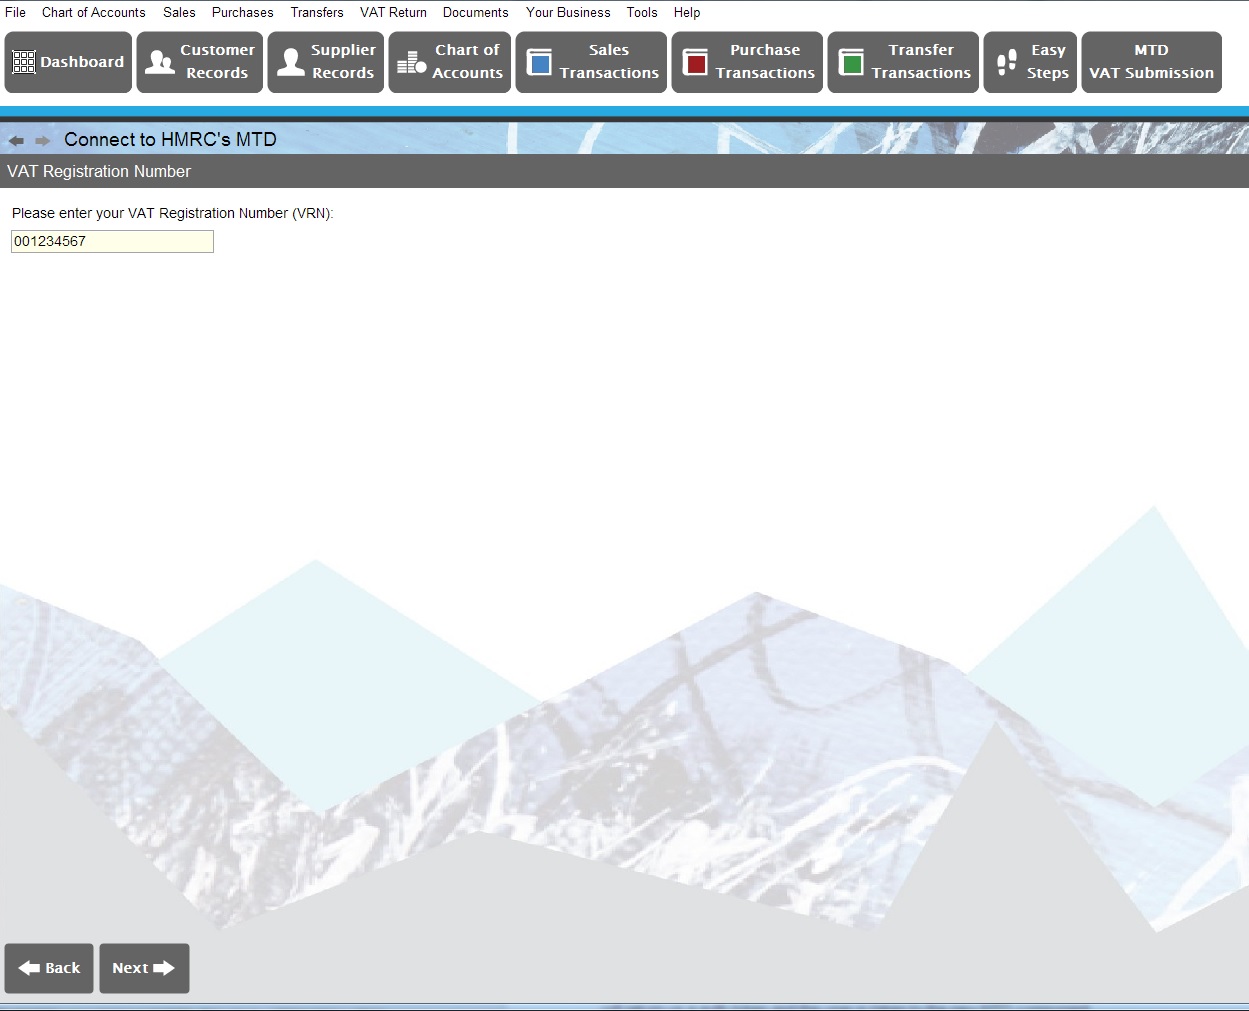 File Chart of Accounts Sales Purchases Transfers VAT Return Documents Your Business Tools Help
Dashboard
Customer
Records
Supplier
Records
Chart of
Accounts
Sales
Transactions
Purchase
Transactions
Transfer
Transactions
Easy
Steps
MTD
VAT Submission
Connect to HMRC's MTD
VAT Registration Number
Please enter your VAT Registration Number (VRN):
001234567
Back
Next